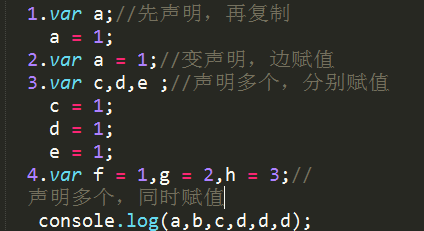 1.var a;//先声明，再复制
a = 1;
2.var a = 1;//变声明，边赋值
3.var c,d,e ;//声明多个，分别赋值
c = 1;
d = 1;
e = 1;
4.var f = 1,g = 2,h = 3;//
声明多个，同时赋值
console.log(a,b,c,d,d,d);